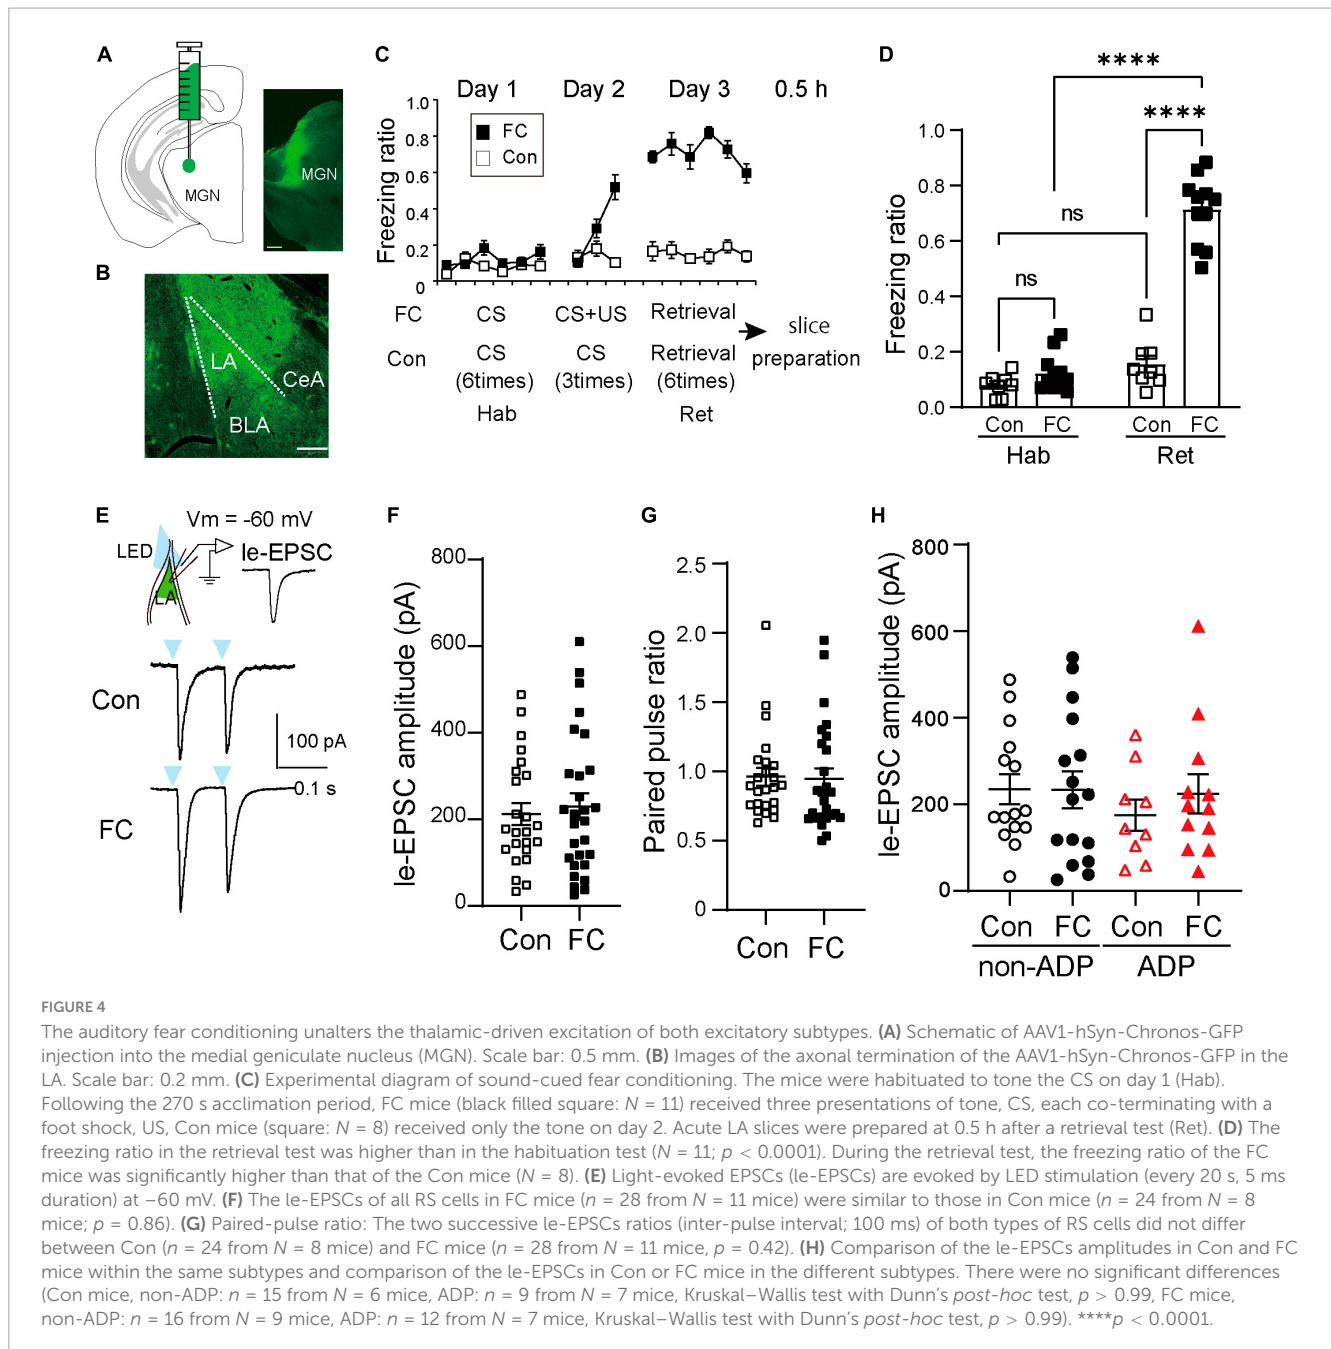 A
MGN
MGN
B
LA
CeA
BLA
C
Day 1 Day 2 Day 3 0.5 h
Freezing ratio
1.0
0.8
0.6
0.4
0.2
0
FC
Con
FC CS CS+US Retrieval
Con CS CS Retrieval
(6times) (3times) (6times)
Hab Ret
slice
preparation
D
****
****
ns
ns
Freezing ratio
1.0
0.8
0.6
0.4
0.2
0.0
Con FC Con FC
Hab Ret
E
Vm = -60 mV
LED
le-EPSC
LA
Con
100 pA
0.1 s
FC
F
le-EPSC amplitude (pA)
800
600
400
200
0
Con FC
G
Paired pulse ratio
2.5
2.0
1.5
1.0
0.5
0
Con FC
H
le-EPSC amplitude (pA)
800
600
400
200
0
Con FC Con FC
non-ADP ADP
FIGURE 4
The auditory fear conditioning unalters the thalamic-driven excitation of both excitatory subtypes. (A) Schematic of AAV1-hSyn-Chronos-GFP
injection into the medial geniculate nucleus (MGN). Scale bar: 0.5 mm. (B) Images of the axonal termination of the AAV1-hSyn-Chronos-GFP in the
LA. Scale bar: 0.2 mm. (C) Experimental diagram of sound-cued fear conditioning. The mice were habituated to tone the CS on day 1 (Hab).
Following the 270 s acclimation period, FC mice (black filled square: N = 11) received three presentations of tone, CS, each co-terminating with a
foot shock, US, Con mice (square: N = 8) received only the tone on day 2. Acute LA slices were prepared at 0.5 h after a retrieval test (Ret). (D) The
freezing ratio in the retrieval test was higher than in the habituation test (N = 11; p < 0.0001). During the retrieval test, the freezing ratio of the FC
mice was significantly higher than that of the Con mice (N = 8). (E) Light-evoked EPSCs (le-EPSCs) are evoked by LED stimulation (every 20 s, 5 ms
duration) at −60 mV. (F) The le-EPSCs of all RS cells in FC mice (n = 28 from N = 11 mice) were similar to those in Con mice (n = 24 from N = 8
mice; p = 0.86). (G) Paired-pulse ratio: The two successive le-EPSCs ratios (inter-pulse interval; 100 ms) of both types of RS cells did not differ
between Con (n = 24 from N = 8 mice) and FC mice (n = 28 from N = 11 mice, p = 0.42). (H) Comparison of the le-EPSCs amplitudes in Con and FC
mice within the same subtypes and comparison of the le-EPSCs in Con or FC mice in the different subtypes. There were no significant differences
(Con mice, non-ADP: n = 15 from N = 6 mice, ADP: n = 9 from N = 7 mice, Kruskal–Wallis test with Dunn's post-hoc test, p > 0.99, FC mice,
non-ADP: n = 16 from N = 9 mice, ADP: n = 12 from N = 7 mice, Kruskal–Wallis test with Dunn's post-hoc test, p > 0.99). ****p < 0.0001.